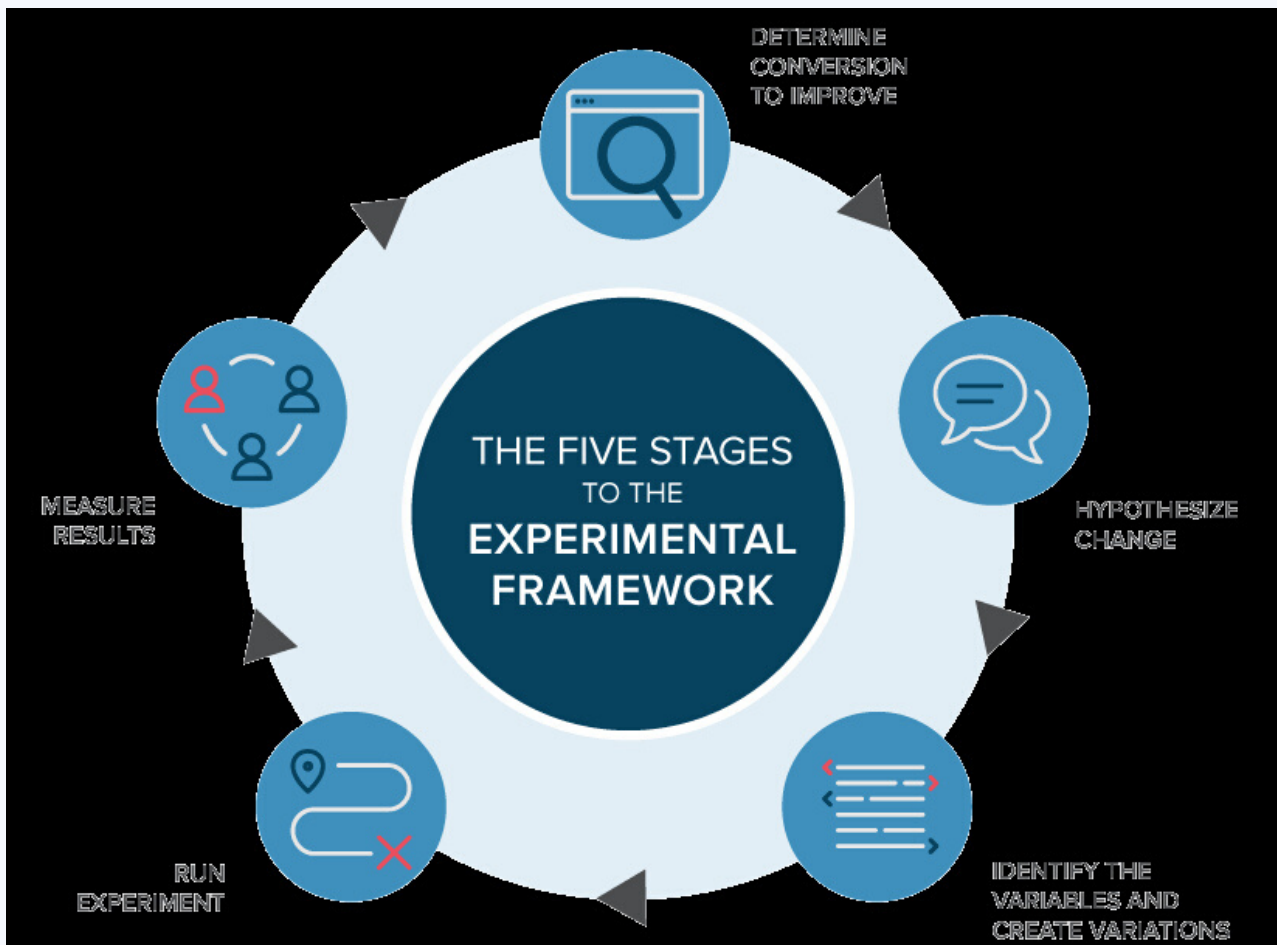 DETERMINE
CONVERSION
TO IMPROVE
THE FIVE STAGES
TO THE
EXPERIMENTAL
FRAMEWORK
HYPOTHESIZE
CHANGE
IDENTIFY THE
VARIABLES AND
CREATE VARIATIONS
RUN
EXPERIMENT
MEASURE
RESULTS